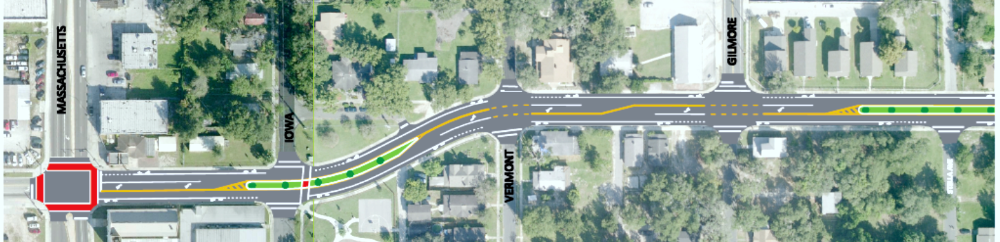 MASSACHUSETTS
IOWA
VERMONT
GILMORE